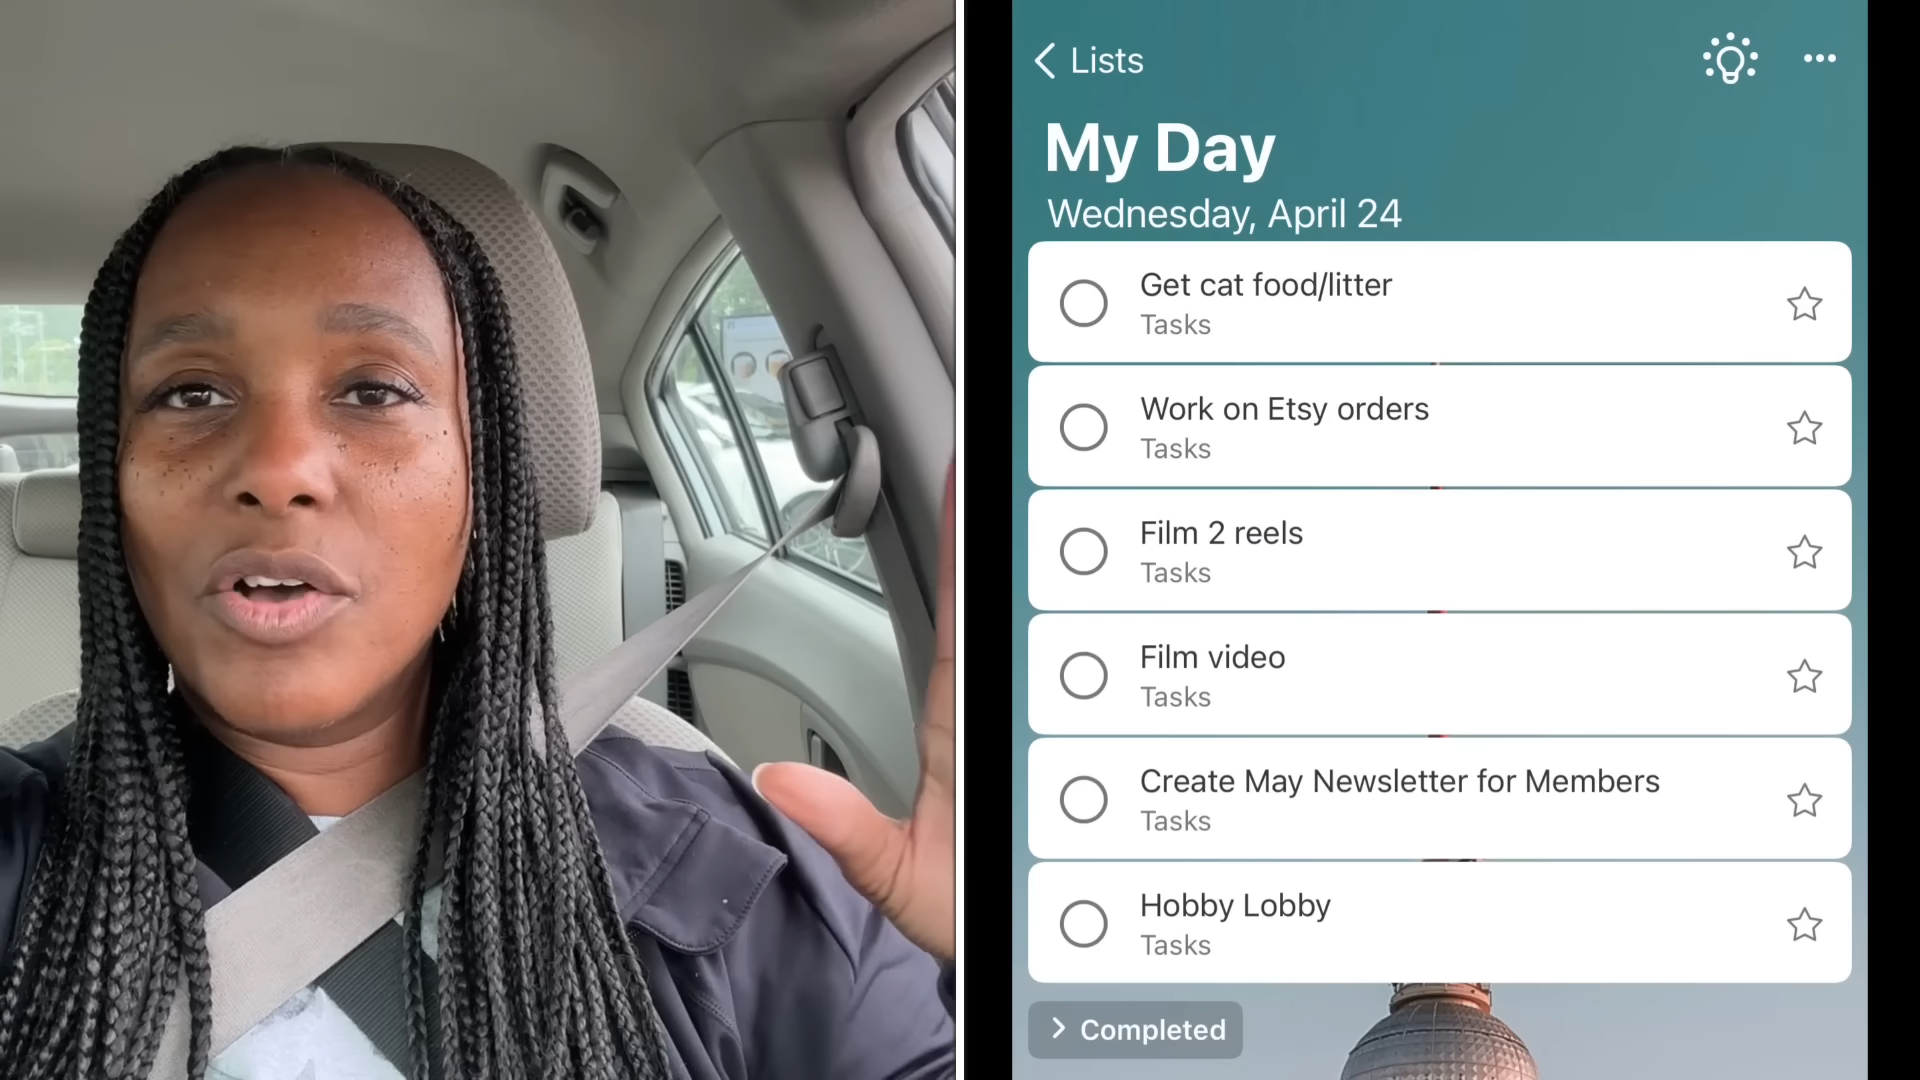 Lists
My Day
Wednesday, April 24
Get cat food/litter
Tasks
Work on Etsy orders
Tasks
Film 2 reels
Tasks
Film video
Tasks
Create May Newsletter for Members
Tasks
Hobby Lobby
Tasks
Completed